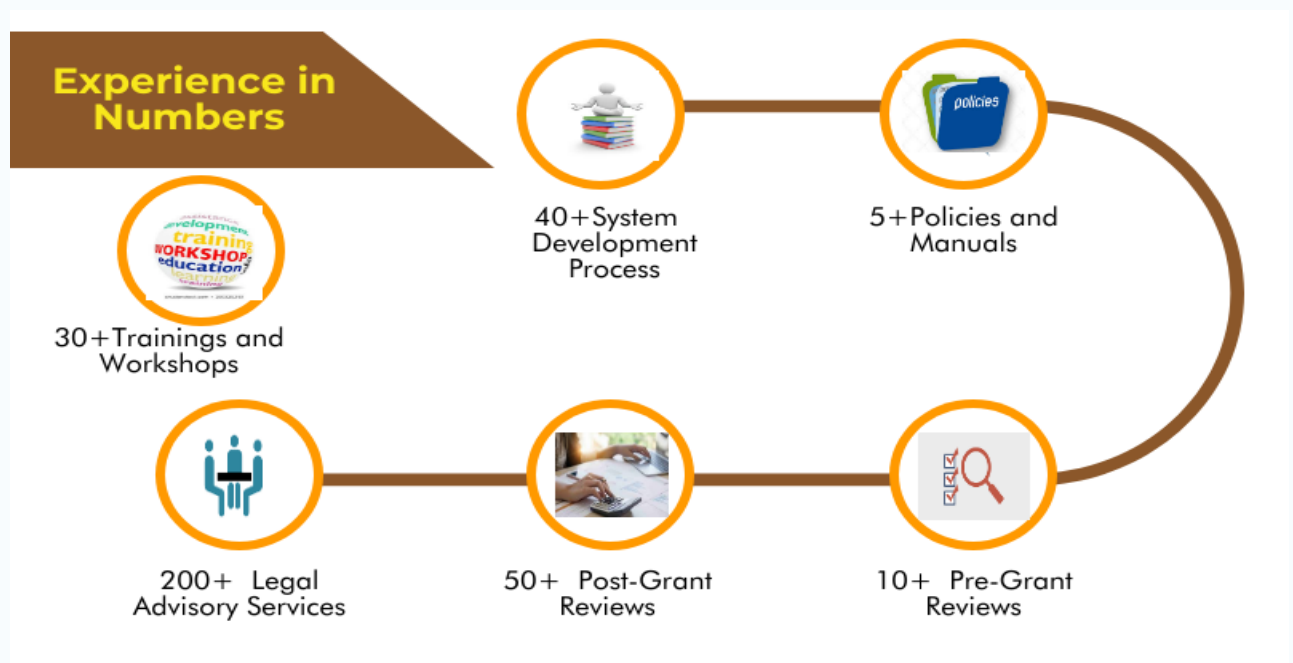 Experience in
Numbers
policies
40+System
Development
Process
5+Policies and
Manuals
development
training
WORKSHOP
education
learning
30+Trainings and
Workshops
200+ Legal
Advisory Services
50+ Post-Grant
Reviews
10+ Pre-Grant
Reviews